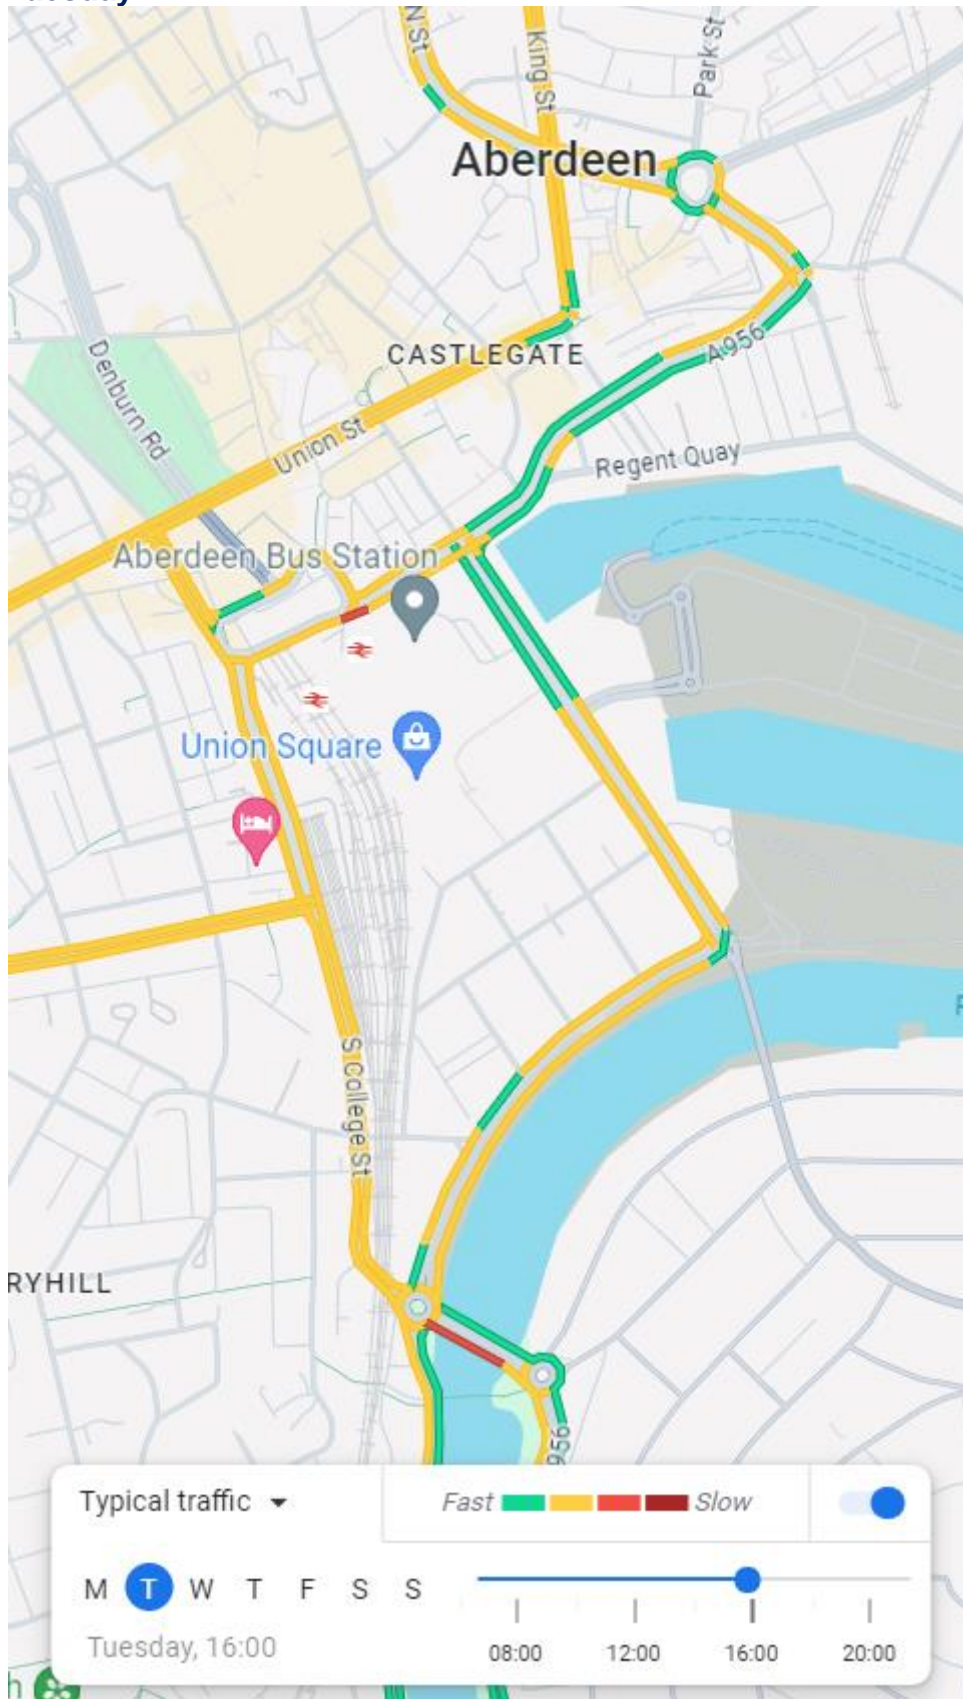 N St
King St
Park St
Aberdeen
CASTLEGATE
A956
Denburn Rd
Union St
Regent Quay
Aberdeen Bus Station
Union Square
S College St
RYHILL
956
Typical traffic
Fast
Slow
M T W T F S S
Tuesday, 16:00
08:00 12:00 16:00 20:00
h